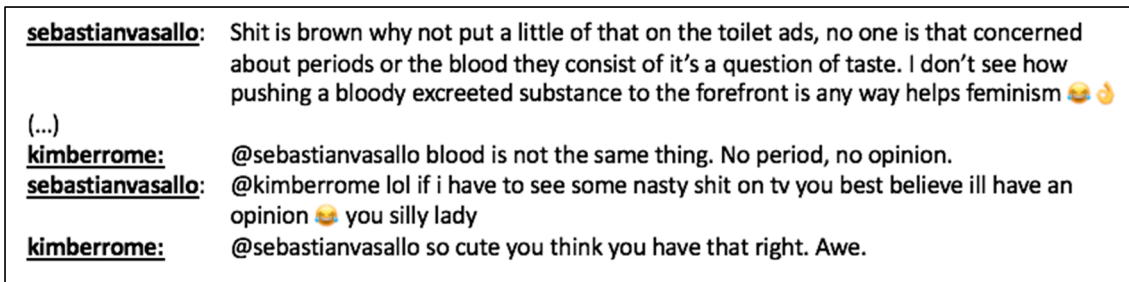 sebastianvasallo: Shit is brown why not put a little of that on the toilet ads, no one is that concerned
about periods or the blood they consist of it's a question of taste. I don't see how
pushing a bloody excreeted substance to the forefront is any way helps feminism 😂👌
(...)
kimberrome: @sebastianvasallo blood is not the same thing. No period, no opinion.
sebastianvasallo: @kimberrome lol if i have to see some nasty shit on tv you best believe ill have an
opinion 😂 you silly lady
kimberrome: @sebastianvasallo so cute you think you have that right. Awe.